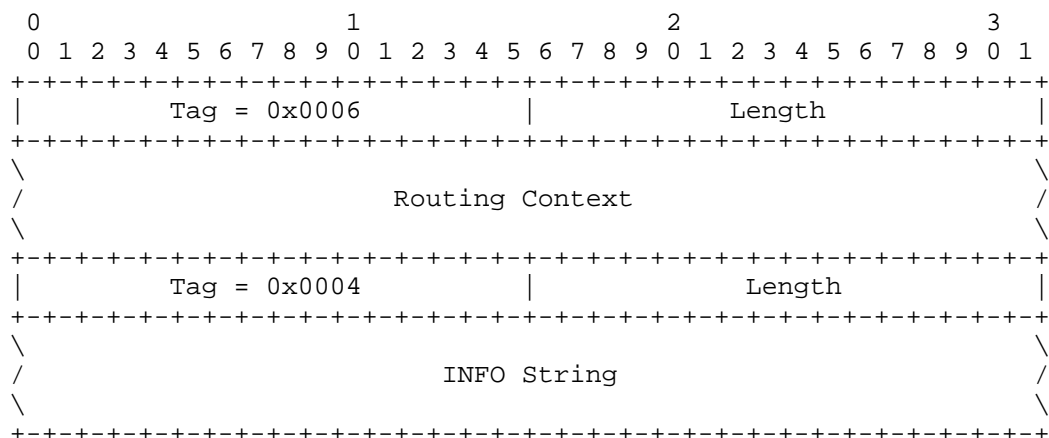 0                   1                   2                   3
0 1 2 3 4 5 6 7 8 9 0 1 2 3 4 5 6 7 8 9 0 1 2 3 4 5 6 7 8 9 0 1
+-+-+-+-+-+-+-+-+-+-+-+-+-+-+-+-+-+-+-+-+-+-+-+-+-+-+-+-+-+-+-+-+
|         Tag = 0x0006          |            Length             |
+-+-+-+-+-+-+-+-+-+-+-+-+-+-+-+-+-+-+-+-+-+-+-+-+-+-+-+-+-+-+-+-+
\                                                               \
/                       Routing Context                         /
\                                                               \
+-+-+-+-+-+-+-+-+-+-+-+-+-+-+-+-+-+-+-+-+-+-+-+-+-+-+-+-+-+-+-+-+
|         Tag = 0x0004          |             Length            |
+-+-+-+-+-+-+-+-+-+-+-+-+-+-+-+-+-+-+-+-+-+-+-+-+-+-+-+-+-+-+-+-+
\                                                               \
/                          INFO String                          /
\                                                               \
+-+-+-+-+-+-+-+-+-+-+-+-+-+-+-+-+-+-+-+-+-+-+-+-+-+-+-+-+-+-+-+-+